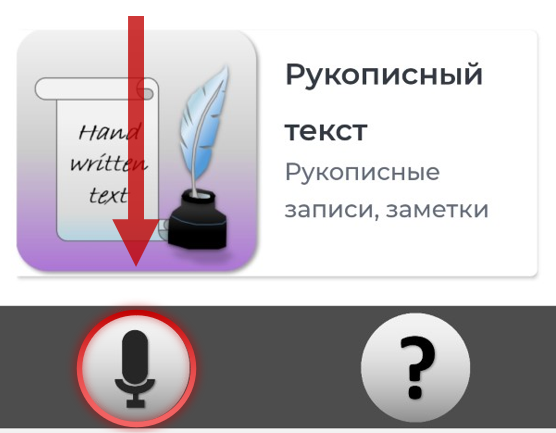 Hand
written
text
Рукописный
текст
Рукописные
записи, заметки
?